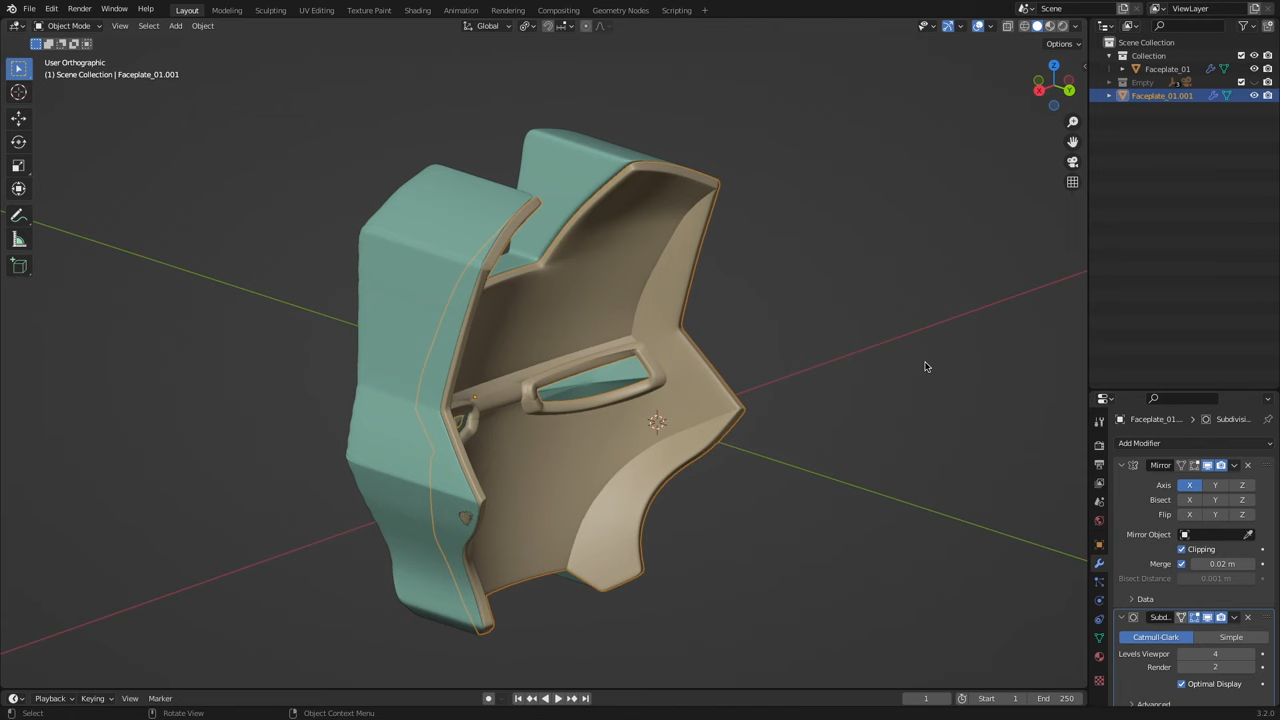 File Edit Render Window Help Layout Modeling Sculpting UV Editing Texture Paint Shading Animation Rendering Compositing Geometry Nodes Scripting + Scene ViewLayer
Object Mode View Select Add Object Global
Options
User Orthographic
(1) Scene Collection | Faceplate_01.001
Z
X
Y
Scene Collection
Collection
Faceplate_01
Empty 3
Faceplate_01.001
Faceplate_01... Subdivisi...
Add Modifier
Mirror
Axis X Y Z
Bisect X Y Z
Flip X Y Z
Mirror Object
Clipping
Merge 0.02 m
Bisect Distance 0.001 m
Data
Subd..
Catmull-Clark Simple
Levels Viewpor 4
Render 2
Optimal Display
Advanced
Playback Keying View Marker 1 Start 1 End 250
Select Rotate View Object Context Menu 3.2.0